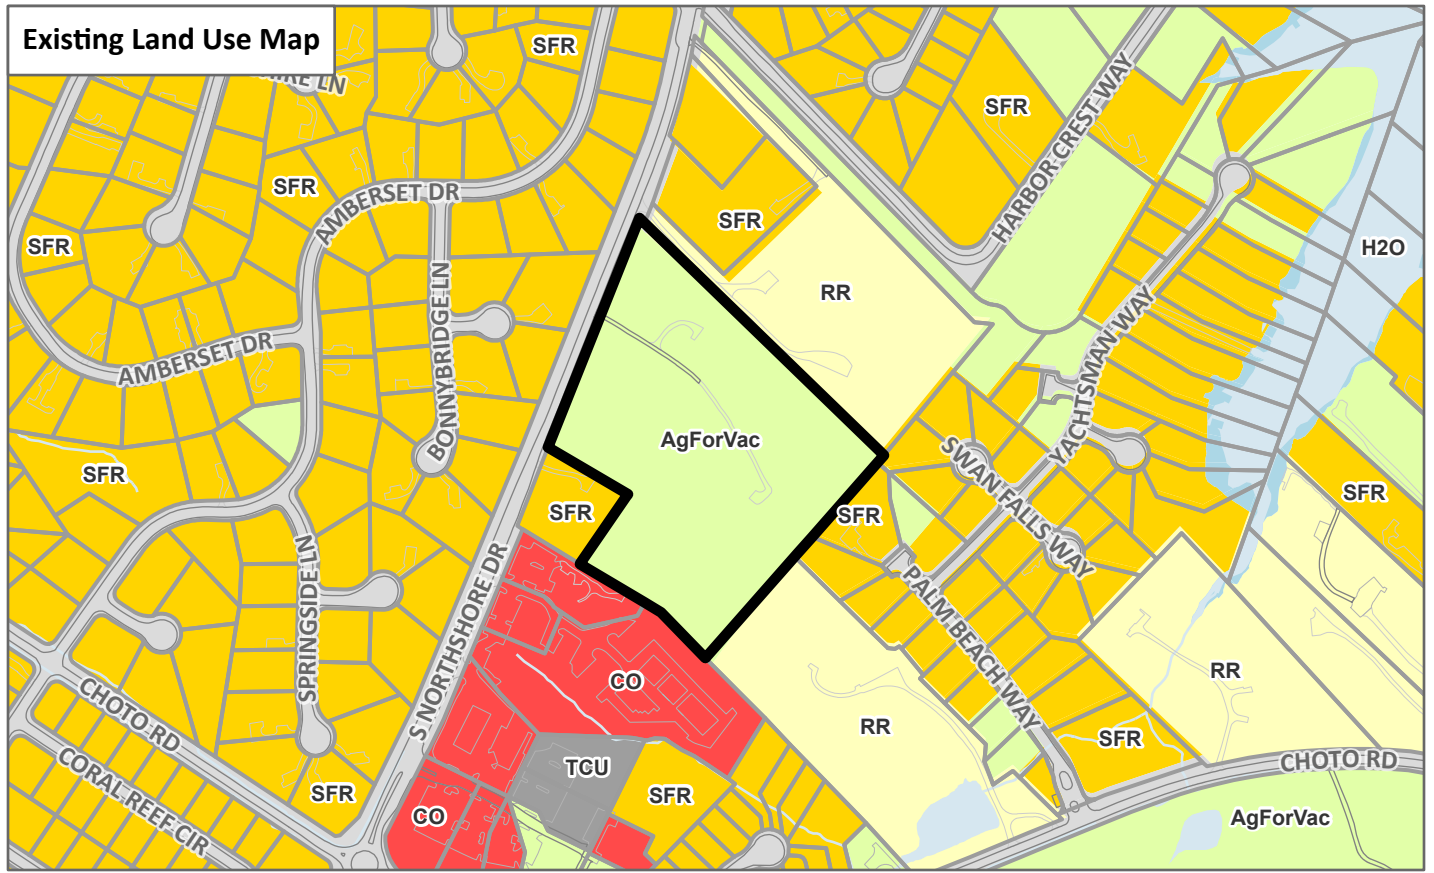 Existing Land Use Map
SFR
SFR
SFR
AMBERSET DR
SFR
SFR
HARBOR CREST WAY
H2O
RR
BONNYBRIDGE LN
YACHTSMAN WAY
AMBERSET DR
AgForVac
SFR
SWAN FALLS WAY
SFR
SFR
SFR
SPRINGSIDE LN
S NORTHSHORE DR
PALM BEACH WAY
CO
RR
CHOTO RD
RR
SFR
CHOTO RD
CORAL REEF CIR
TCU
SFR
SFR
CO
AgForVac